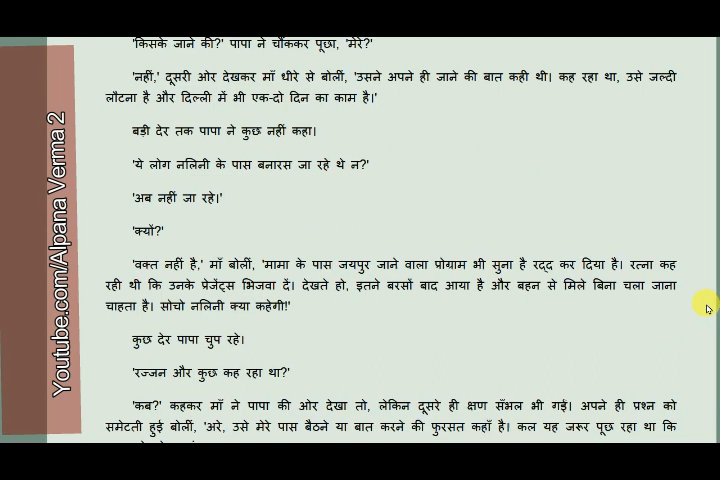 'किसके जाने की?' पापा ने चौंककर पूछा, 'मेरे?'
'नहीं,' दूसरी ओर देखकर माँ धीरे से बोलीं, 'उसने अपने ही जाने की बात कही थी। कह रहा था, उसे जल्दी
लौटना है और दिल्ली में भी एक-दो दिन का काम है।'
बड़ी देर तक पापा ने कुछ नहीं कहा।
'ये लोग नलिनी के पास बनारस जा रहे थे न?'
'अब नहीं जा रहे।'
'क्यों?'
'वक्त नहीं है,' माँ बोलीं, 'मामा के पास जयपुर जाने वाला प्रोग्राम भी सुना है रद्द कर दिया है। रत्ना कह
रही थी कि उनके प्रेजेंट्स भिजवा दें। देखते हो, इतने बरसों बाद आया है और बहन से मिले बिना चला जाना
चाहता है। सोचो नलिनी क्या कहेगी!'
कुछ देर पापा चुप रहे।
'रज्जन और कुछ कह रहा था?'
'कब?' कहकर माँ ने पापा की ओर देखा तो, लेकिन दूसरे ही क्षण सँभल भी गईं। अपने ही प्रश्न को
समेटती हुई बोलीं, 'अरे, उसे मेरे पास बैठने या बात करने की फुरसत कहाँ है। कल यह जरूर पूछ रहा था कि
Youtube.com/Alpana Verma 2